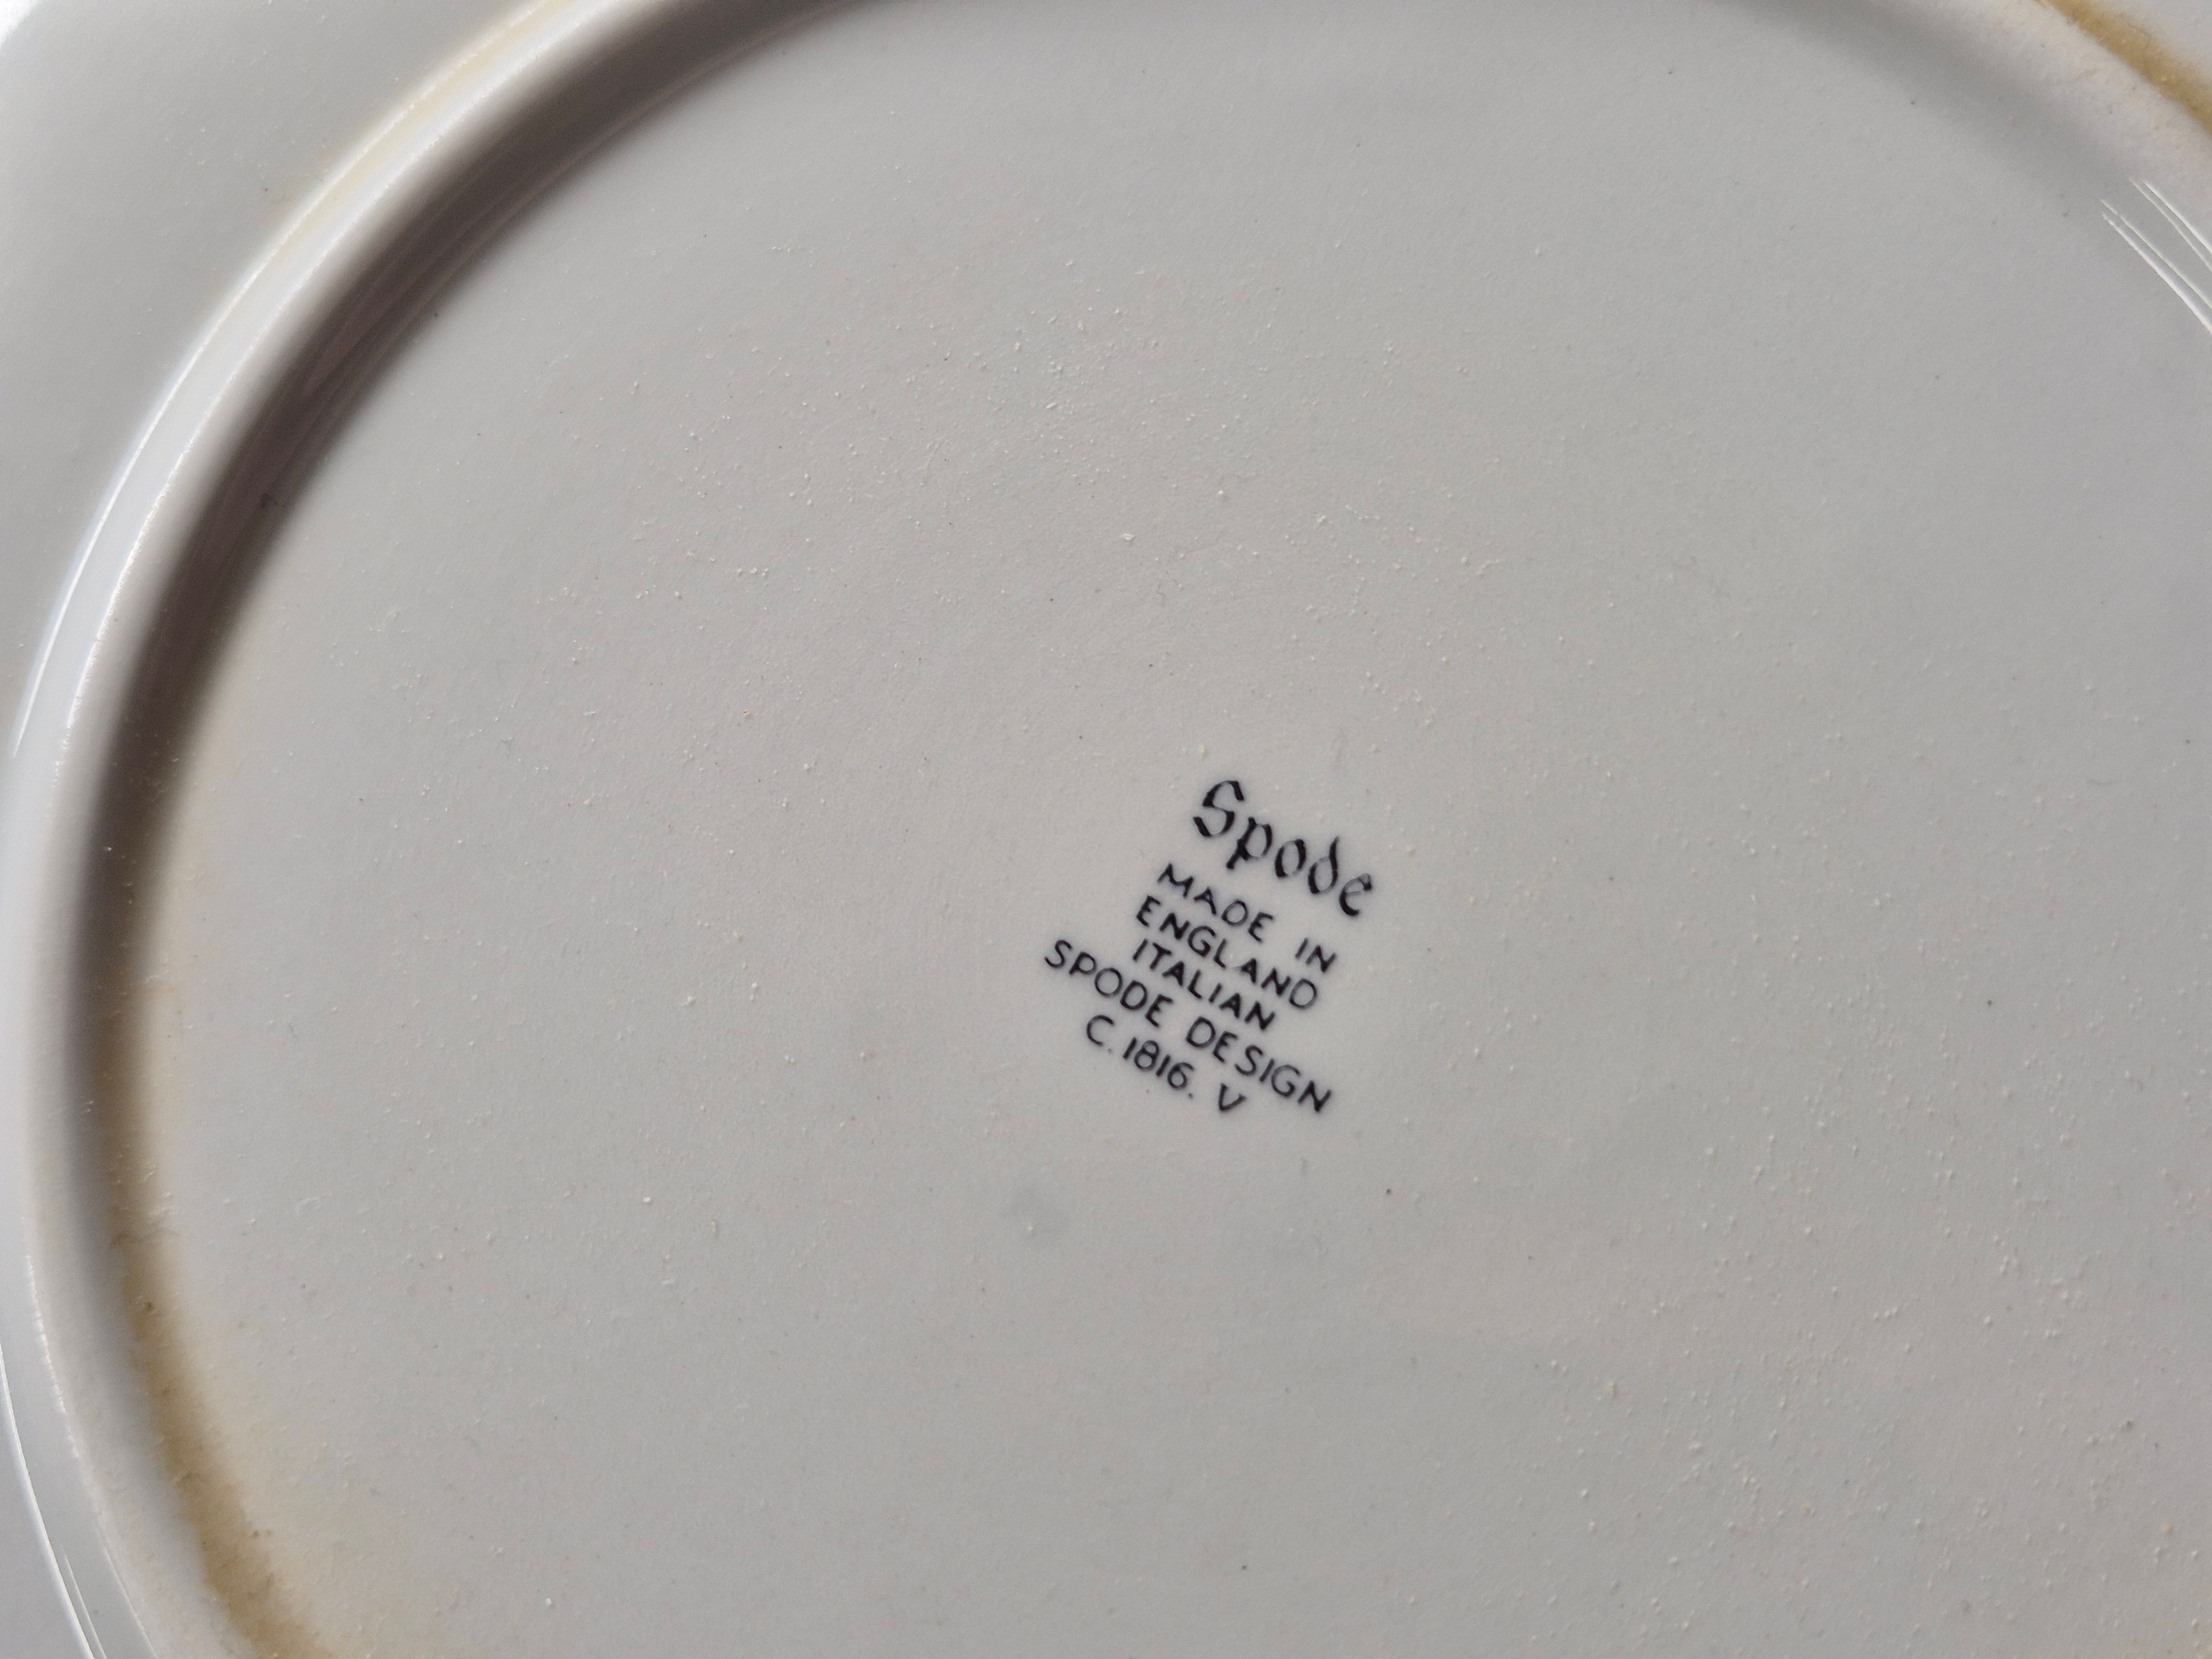 Spode
MADE IN
ENGLAND
ITALIAN
SPODE DESIGN
C.1816. V